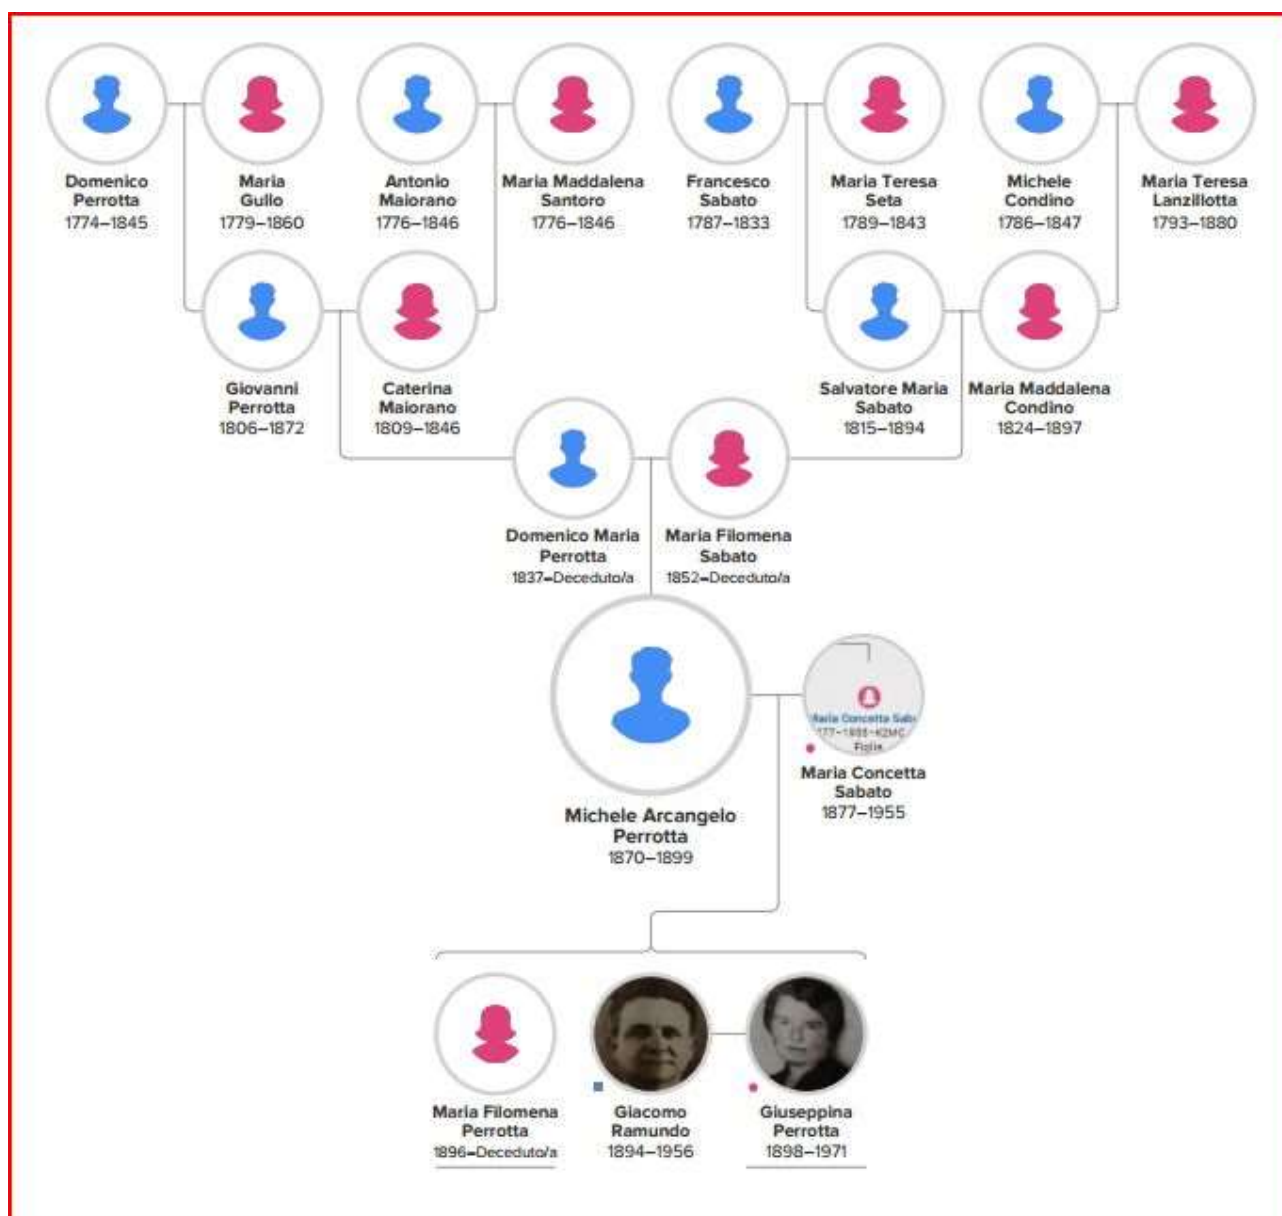 Domenico
Perrotta
1774–1845
Maria
Gullo
1779–1860
Antonio
Maiorano
1776–1846
Maria Maddalena
Santoro
1776–1846
Francesco
Sabato
1787–1833
Maria Teresa
Seta
1789–1843
Michele
Condino
1786–1847
Maria Teresa
Lanzillotta
1793–1880
Giovanni
Perrotta
1806–1872
Caterina
Maiorano
1809–1846
Salvatore Maria
Sabato
1815–1894
Maria Maddalena
Condino
1824–1897
Domenico Maria
Perrotta
1837–Deceduto/a
Maria Filomena
Sabato
1852–Deceduto/a
Michele Arcangelo
Perrotta
1870–1899
Maria Concetta Sab
Figlia
Maria Concetta
Sabato
1877–1955
Maria Filomena
Perrotta
1896–Deceduto/a
Giacomo
Ramundo
1894–1956
Giuseppina
Perrotta
1898–1971